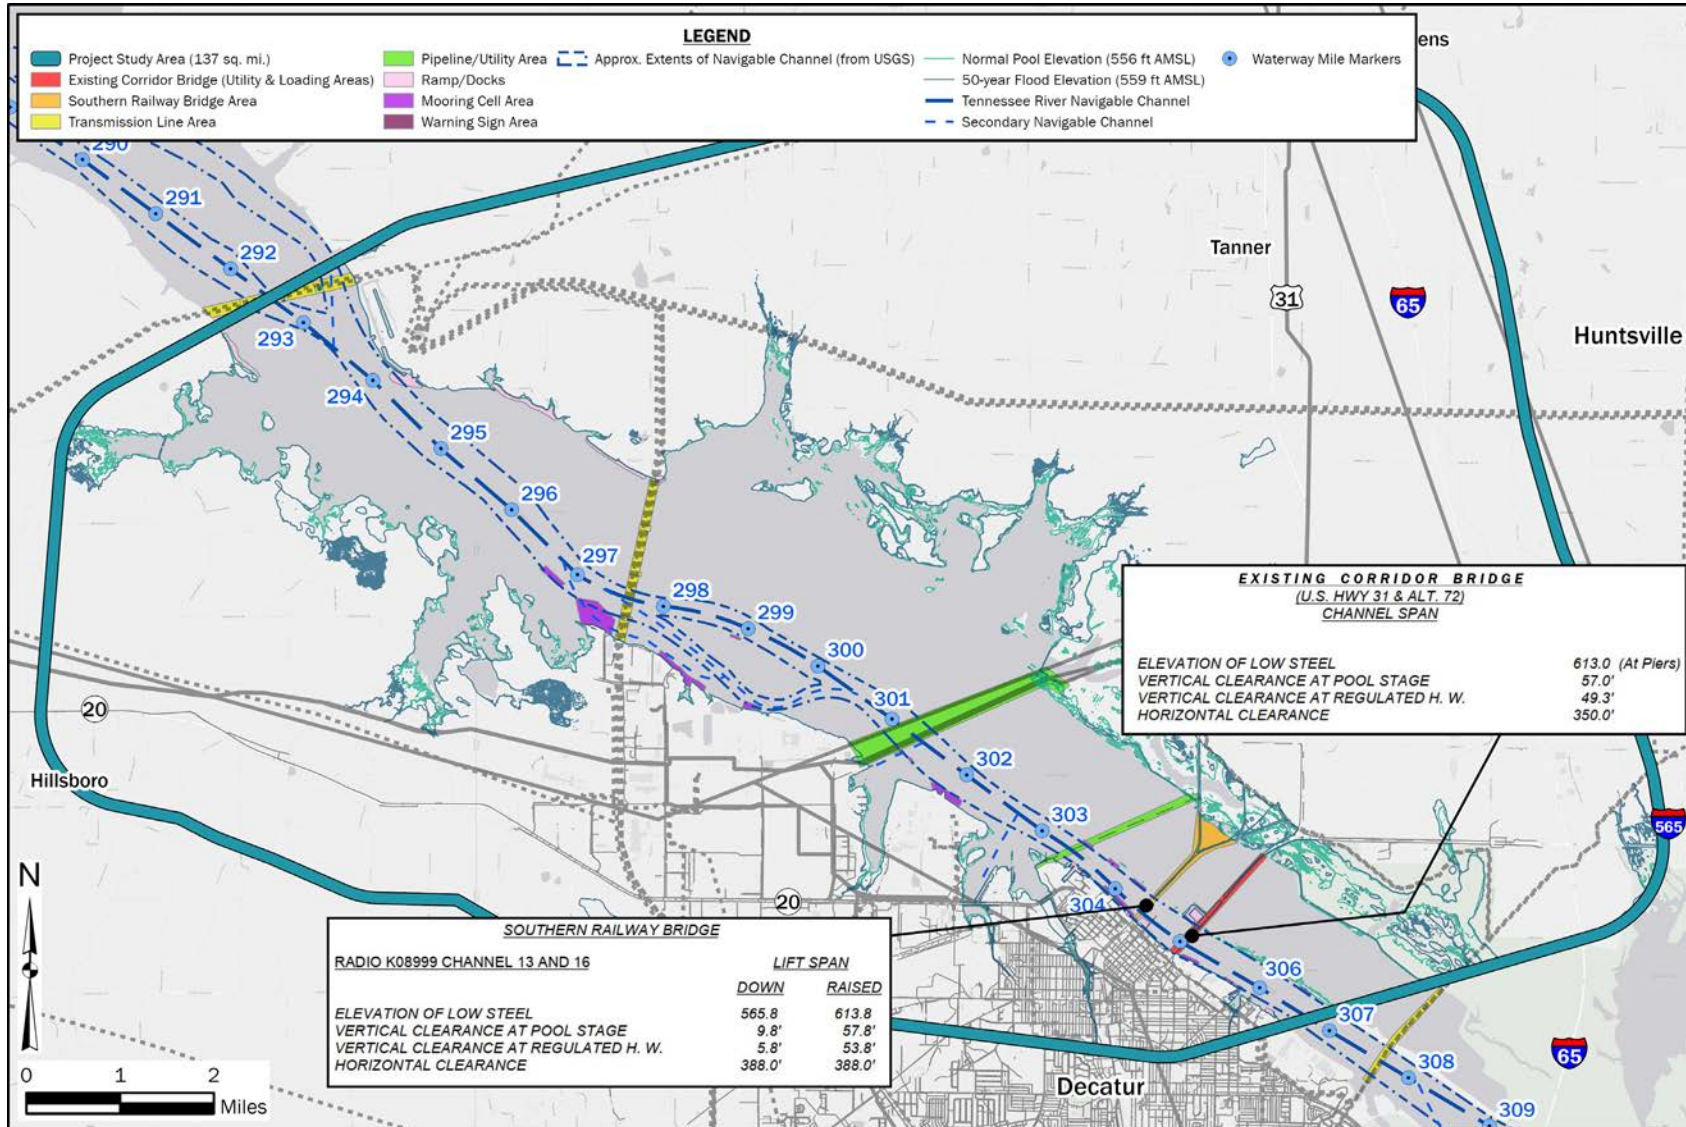 LEGEND
Project Study Area (137 sq. mi.)
Existing Corridor Bridge (Utility & Loading Areas)
Southern Railway Bridge Area
Transmission Line Area
Pipeline/Utility Area
Ramp/Docks
Mooring Cell Area
Warning Sign Area
Approx. Extents of Navigable Channel (from USGS)
Normal Pool Elevation (556 ft AMSL)
50-year Flood Elevation (559 ft AMSL)
Tennessee River Navigable Channel
Secondary Navigable Channel
Waterway Mile Markers
ens
290
291
292
293
294
295
296
297
298
299
300
301
302
303
304
306
307
308
309
Tanner
31
65
Huntsville
20
Hillsboro
20
565
65
Decatur
EXISTING CORRIDOR BRIDGE
(U.S. HWY 31 & ALT. 72)
CHANNEL SPAN
ELEVATION OF LOW STEEL 613.0 (At Piers)
VERTICAL CLEARANCE AT POOL STAGE 57.0'
VERTICAL CLEARANCE AT REGULATED H. W. 49.3'
HORIZONTAL CLEARANCE 350.0'
SOUTHERN RAILWAY BRIDGE
RADIO K08999 CHANNEL 13 AND 16 LIFT SPAN
DOWN RAISED
ELEVATION OF LOW STEEL 565.8 613.8
VERTICAL CLEARANCE AT POOL STAGE 9.8' 57.8'
VERTICAL CLEARANCE AT REGULATED H. W. 5.8' 53.8'
HORIZONTAL CLEARANCE 388.0' 388.0'
N
0 1 2
Miles